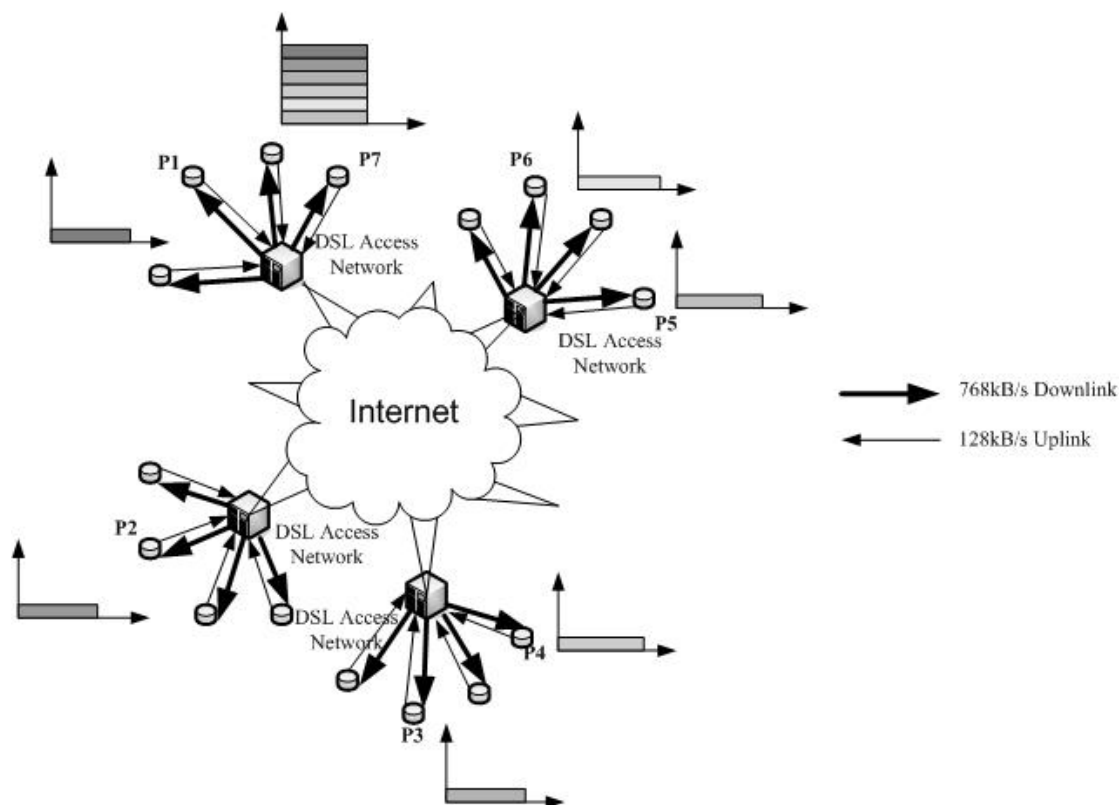 P1
P7
P6
DSL Access
Network
P5
DSL Access
Network
Internet
768kB/s Downlink
128kB/s Uplink
P2
DSL Access
Network
DSL Access
Network
P4
P3